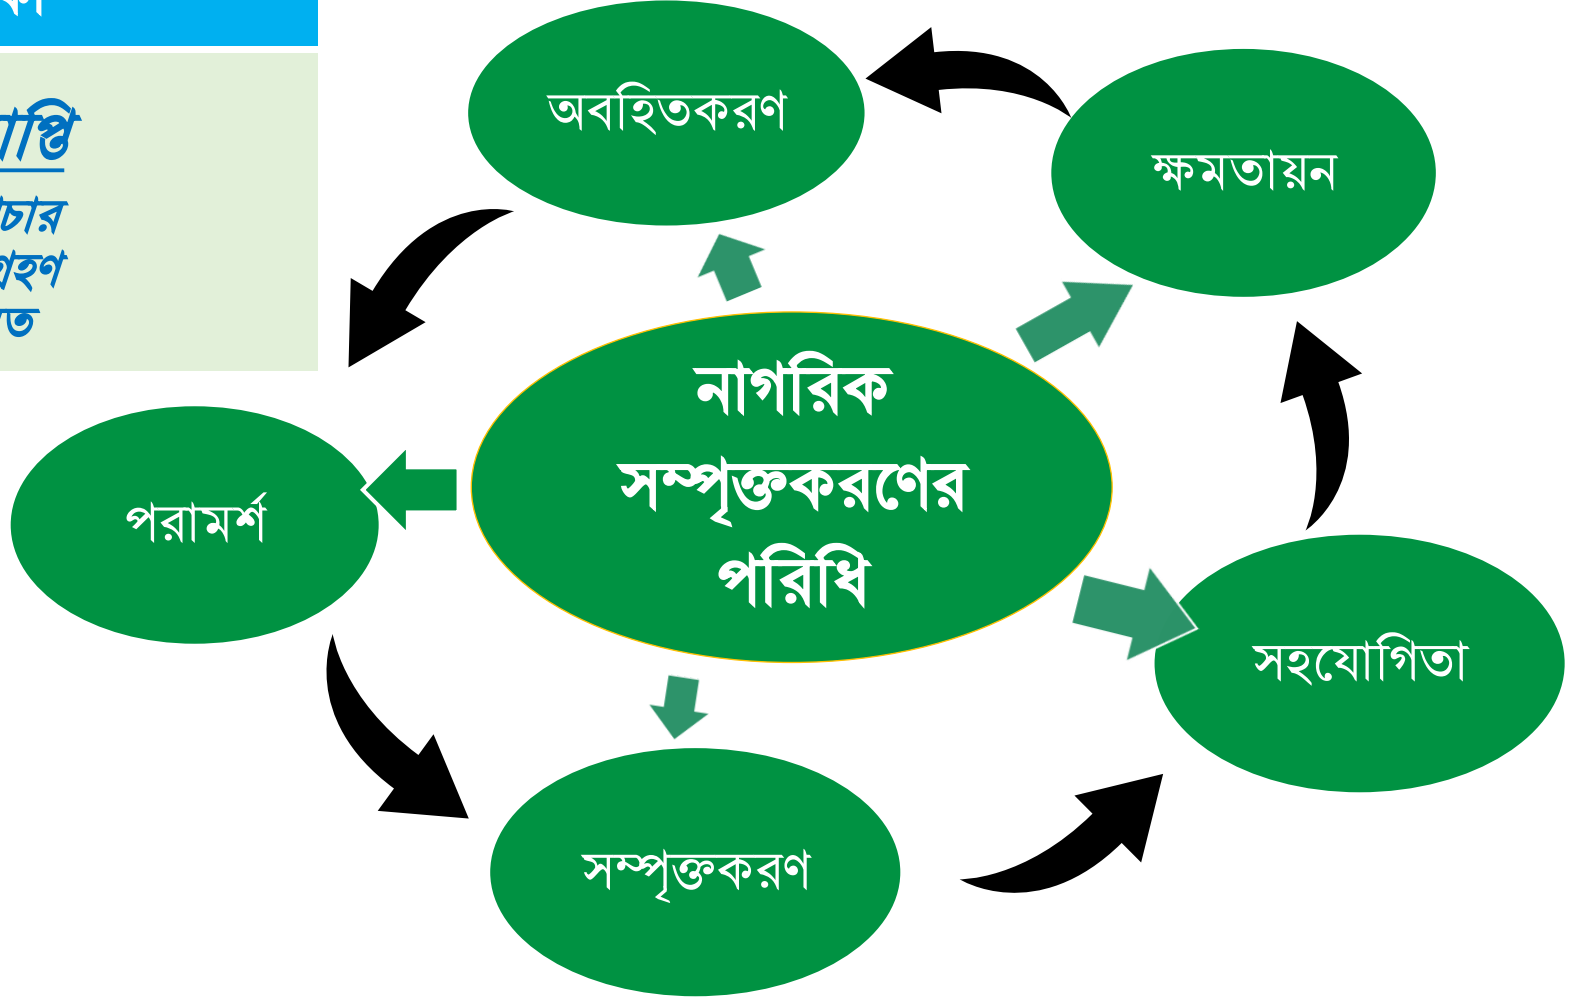 অবহিতকরণ
ক্ষমতায়ন
নাগরিক
সম্পৃক্তকরণের
পরিধি
পরামর্শ
সহযোগিতা
সম্পৃক্তকরণ